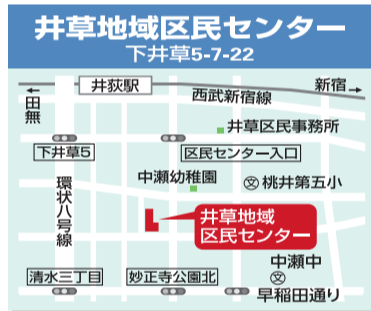 井草地域区民センター
下井草5-7-22
井荻駅
新宿
西武新宿線
田無
井草区民事務所
下井草5
区民センター入口
中瀬幼稚園
文
桃井第五小
環状八号線
井草地域
区民センター
中瀬中
文
清水三丁目
妙正寺公園北
早稲田通り